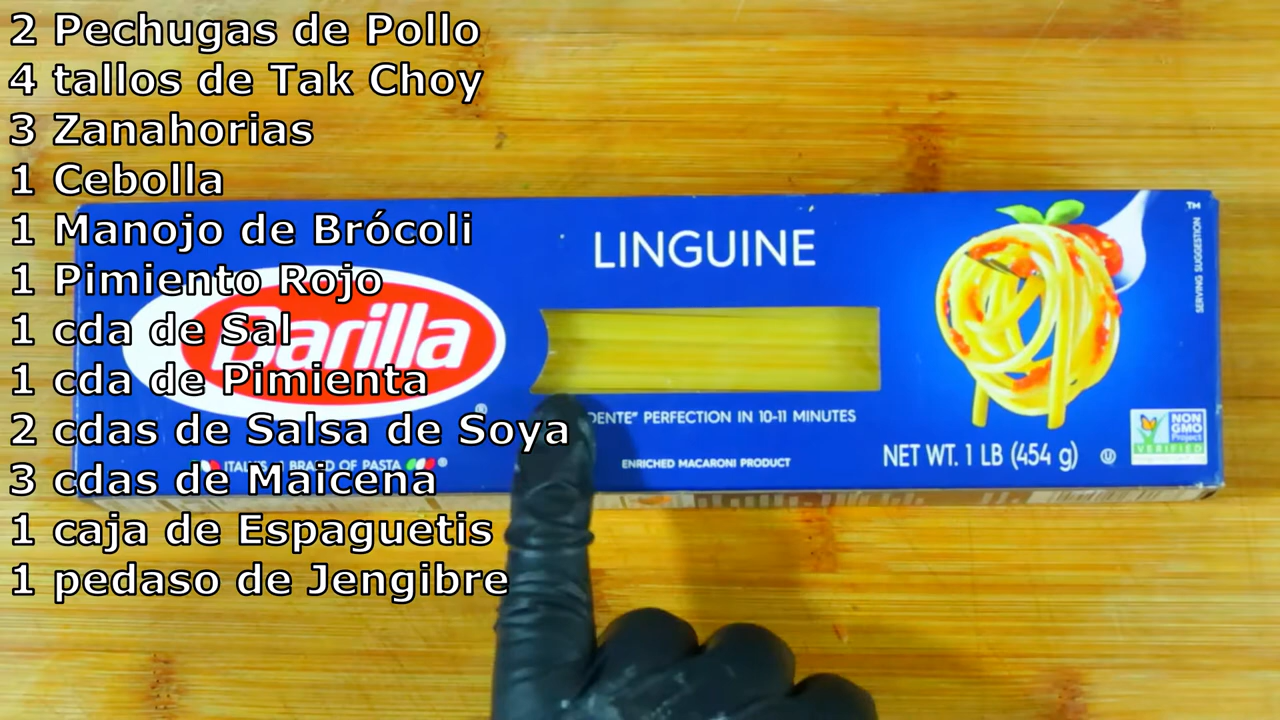 2 Pechugas de Pollo
4 tallos de Tak Choy
3 Zanahorias
1 Cebolla
1 Manojo de Brócoli
1 Pimiento Rojo
1 cda de Sal
1 cda de Pimienta
2 cdas de Salsa de Soya
3 cdas de Maicena
1 caja de Espaguetis
1 pedaso de Jengibre
LINGUINE
Barilla
DENTE" PERFECTION IN 10-11 MINUTES
BRAND OF PASTA
ENRICHED MACARONI PRODUCT
NET WT. 1 LB (454 g)
TM
SERVING SUGGESTION
NON
GMO
Project
VERIFIED